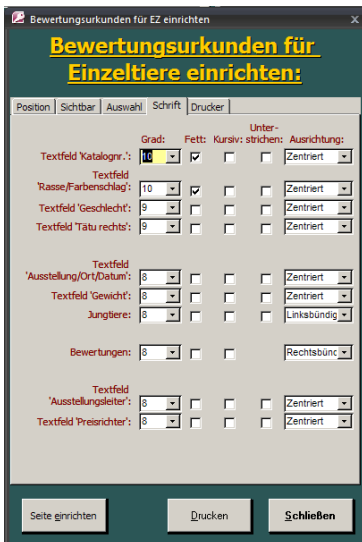 Bewertungsurkunden für EZ einrichten
Bewertungsurkunden für
Einzeltiere einrichten:
Position Sichtbar Auswahl Schrift Drucker
Unter-
Grad: Fett: Kursiv: strichen: Ausrichtung:
Textfeld 'Katalognr.': 10 Zentriert
Textfeld
'Rasse/Farbenschlag': 10 Zentriert
Textfeld 'Geschlecht': 9 Zentriert
Textfeld 'Tätu rechts': 9 Zentriert
Textfeld
'Ausstellung/Ort/Datum': 8 Zentriert
Textfeld 'Gewicht': 8 Zentriert
Jungtiere: 8 Linksbündig
Bewertungen: 8 Rechtsbünd
Textfeld
'Ausstellungsleiter': 8 Zentriert
Textfeld 'Preisrichter': 8 Zentriert
Seite einrichten Drucken Schließen